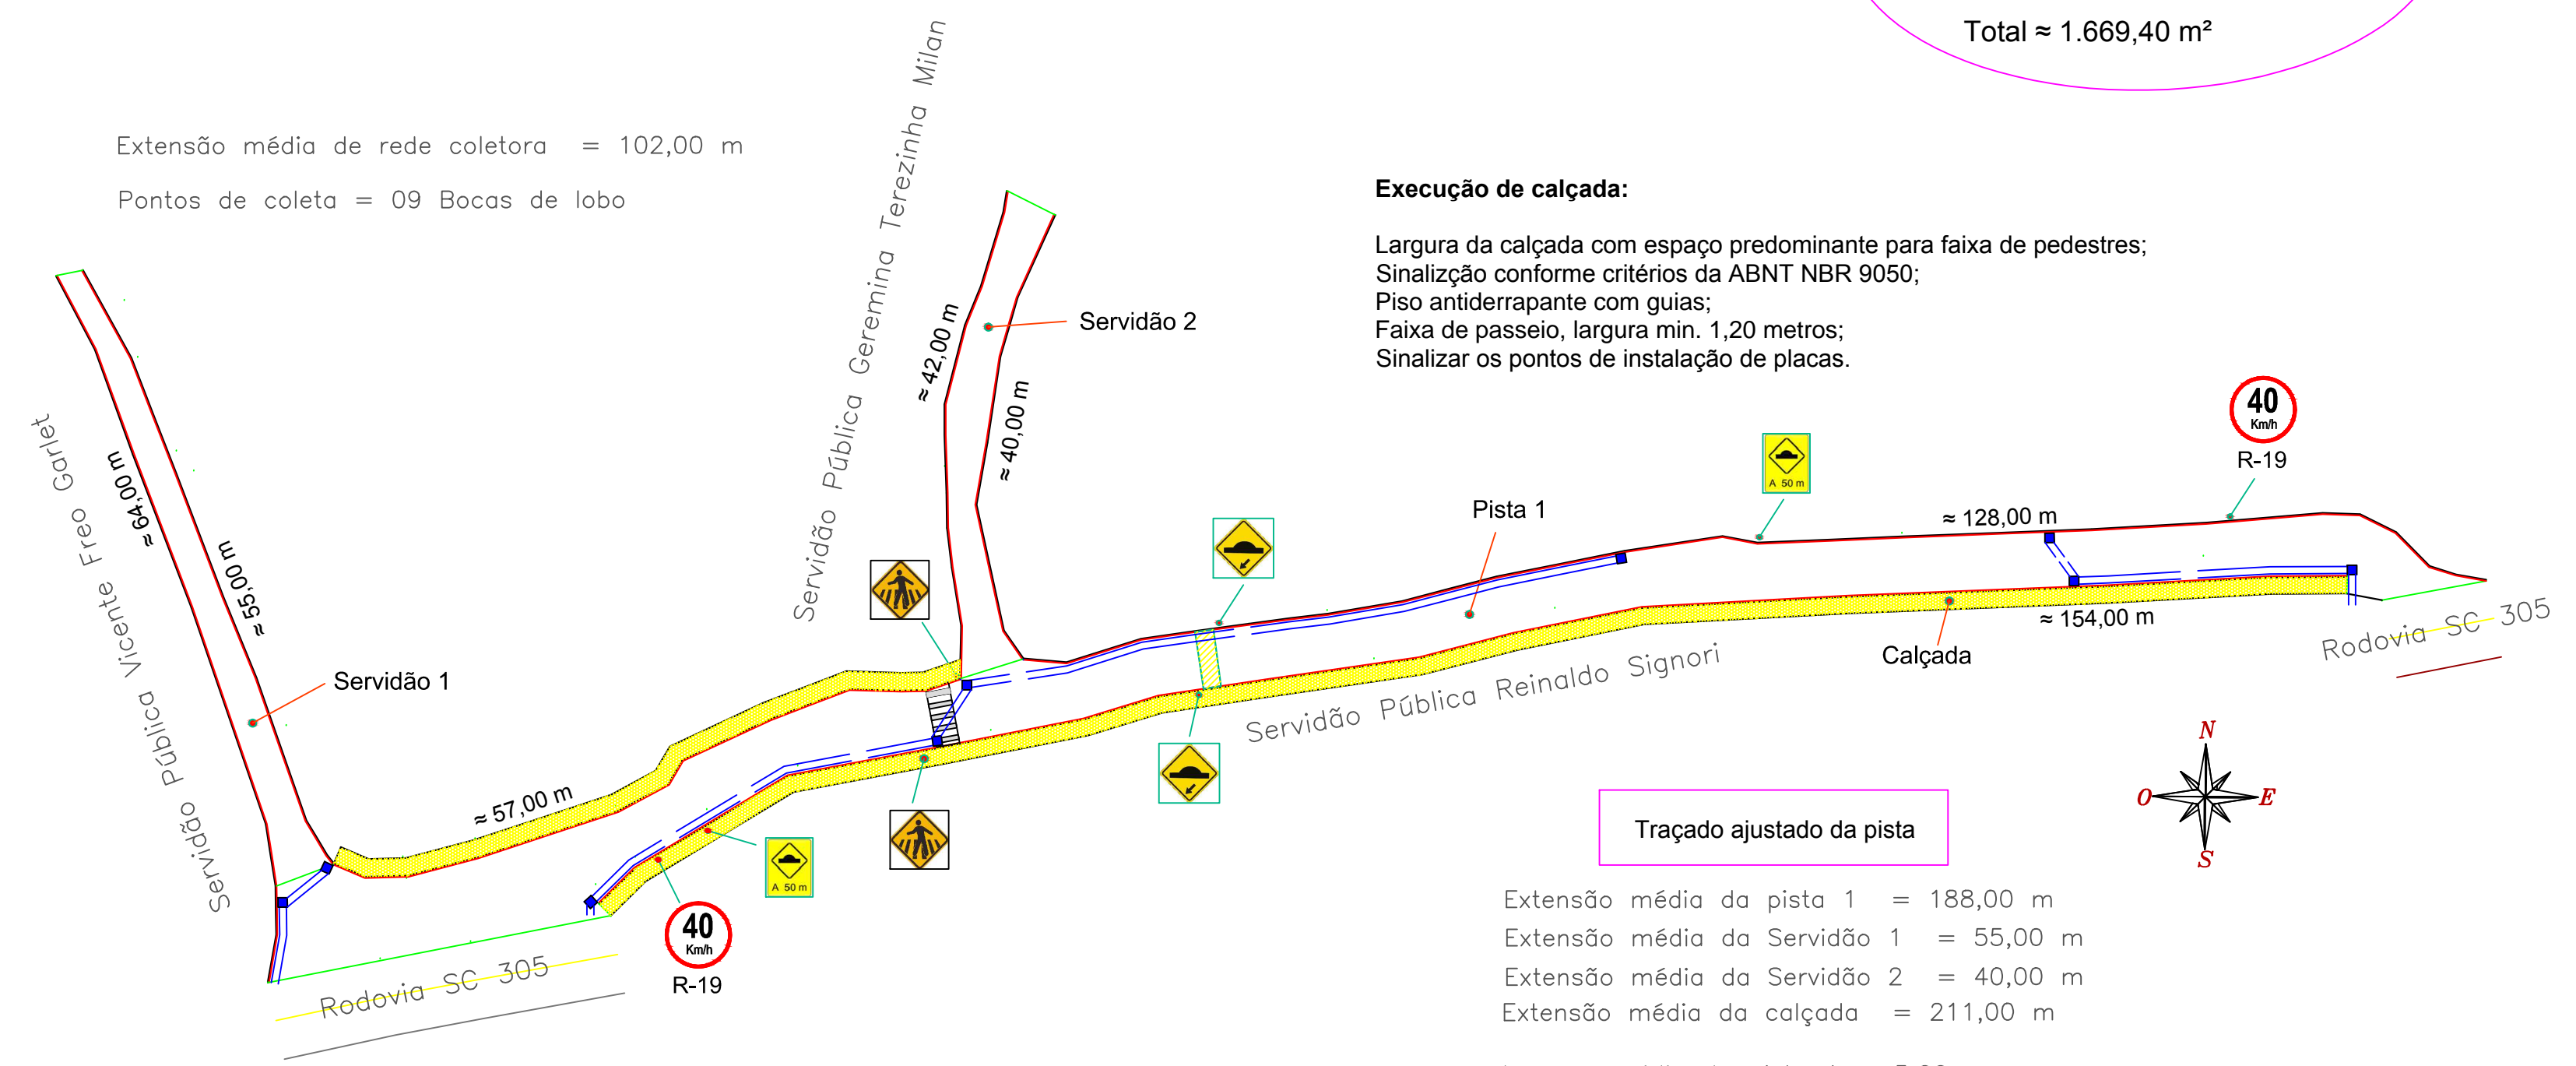 Total ≈ 1.669,40 m²
Extensão média de rede coletora = 102,00 m
Pontos de coleta = 09 Bocas de lobo
Servidão Pública Geremina Terezinha Milan
Execução de calçada:
Largura da calçada com espaço predominante para faixa de pedestres;
Sinalizção conforme critérios da ABNT NBR 9050;
Piso antiderrapante com guias;
Faixa de passeio, largura min. 1,20 metros;
Sinalizar os pontos de instalação de placas.
Servidão 2
≈ 42,00 m
≈ 40,00 m
40
Km/h
R-19
A 50 m
Pista 1
≈ 128,00 m
Servidão Pública Vicente Freo Garlet
≈ 64,00 m
≈ 55,00 m
Servidão 1
≈ 57,00 m
≈ 154,00 m
Calçada
Rodovia SC 305
Servidão Pública Reinaldo Signori
N
O
E
S
A 50 m
40
Km/h
R-19
Rodovia SC 305
Traçado ajustado da pista
Extensão média da pista 1 = 188,00 m
Extensão média da Servidão 1 = 55,00 m
Extensão média da Servidão 2 = 40,00 m
Extensão média da calçada = 211,00 m